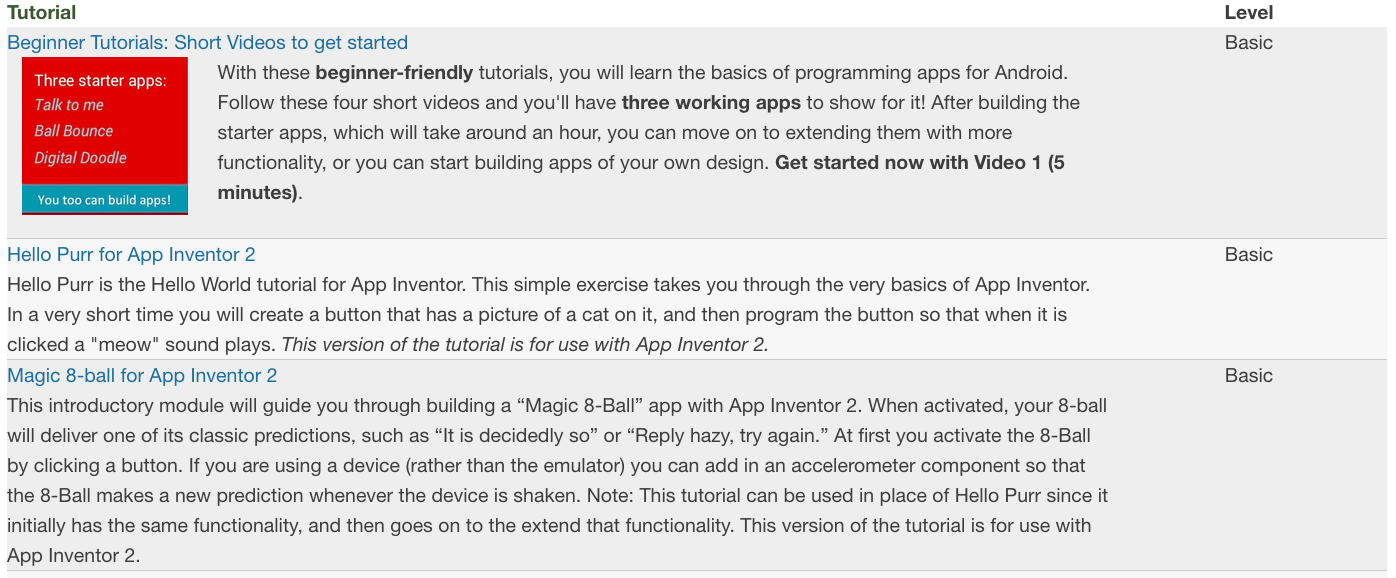 Tutorial Level
Beginner Tutorials: Short Videos to get started Basic
Three starter apps:
Talk to me
Ball Bounce
Digital Doodle
You too can build apps!
With these beginner-friendly tutorials, you will learn the basics of programming apps for Android.
Follow these four short videos and you'll have three working apps to show for it! After building the
starter apps, which will take around an hour, you can move on to extending them with more
functionality, or you can start building apps of your own design. Get started now with Video 1 (5
minutes).
Hello Purr for App Inventor 2 Basic
Hello Purr is the Hello World tutorial for App Inventor. This simple exercise takes you through the very basics of App Inventor.
In a very short time you will create a button that has a picture of a cat on it, and then program the button so that when it is
clicked a "meow" sound plays. This version of the tutorial is for use with App Inventor 2.
Magic 8-ball for App Inventor 2 Basic
This introductory module will guide you through building a “Magic 8-Ball” app with App Inventor 2. When activated, your 8-ball
will deliver one of its classic predictions, such as “It is decidedly so” or “Reply hazy, try again.” At first you activate the 8-Ball
by clicking a button. If you are using a device (rather than the emulator) you can add in an accelerometer component so that
the 8-Ball makes a new prediction whenever the device is shaken. Note: This tutorial can be used in place of Hello Purr since it
initially has the same functionality, and then goes on to the extend that functionality. This version of the tutorial is for use with
App Inventor 2.